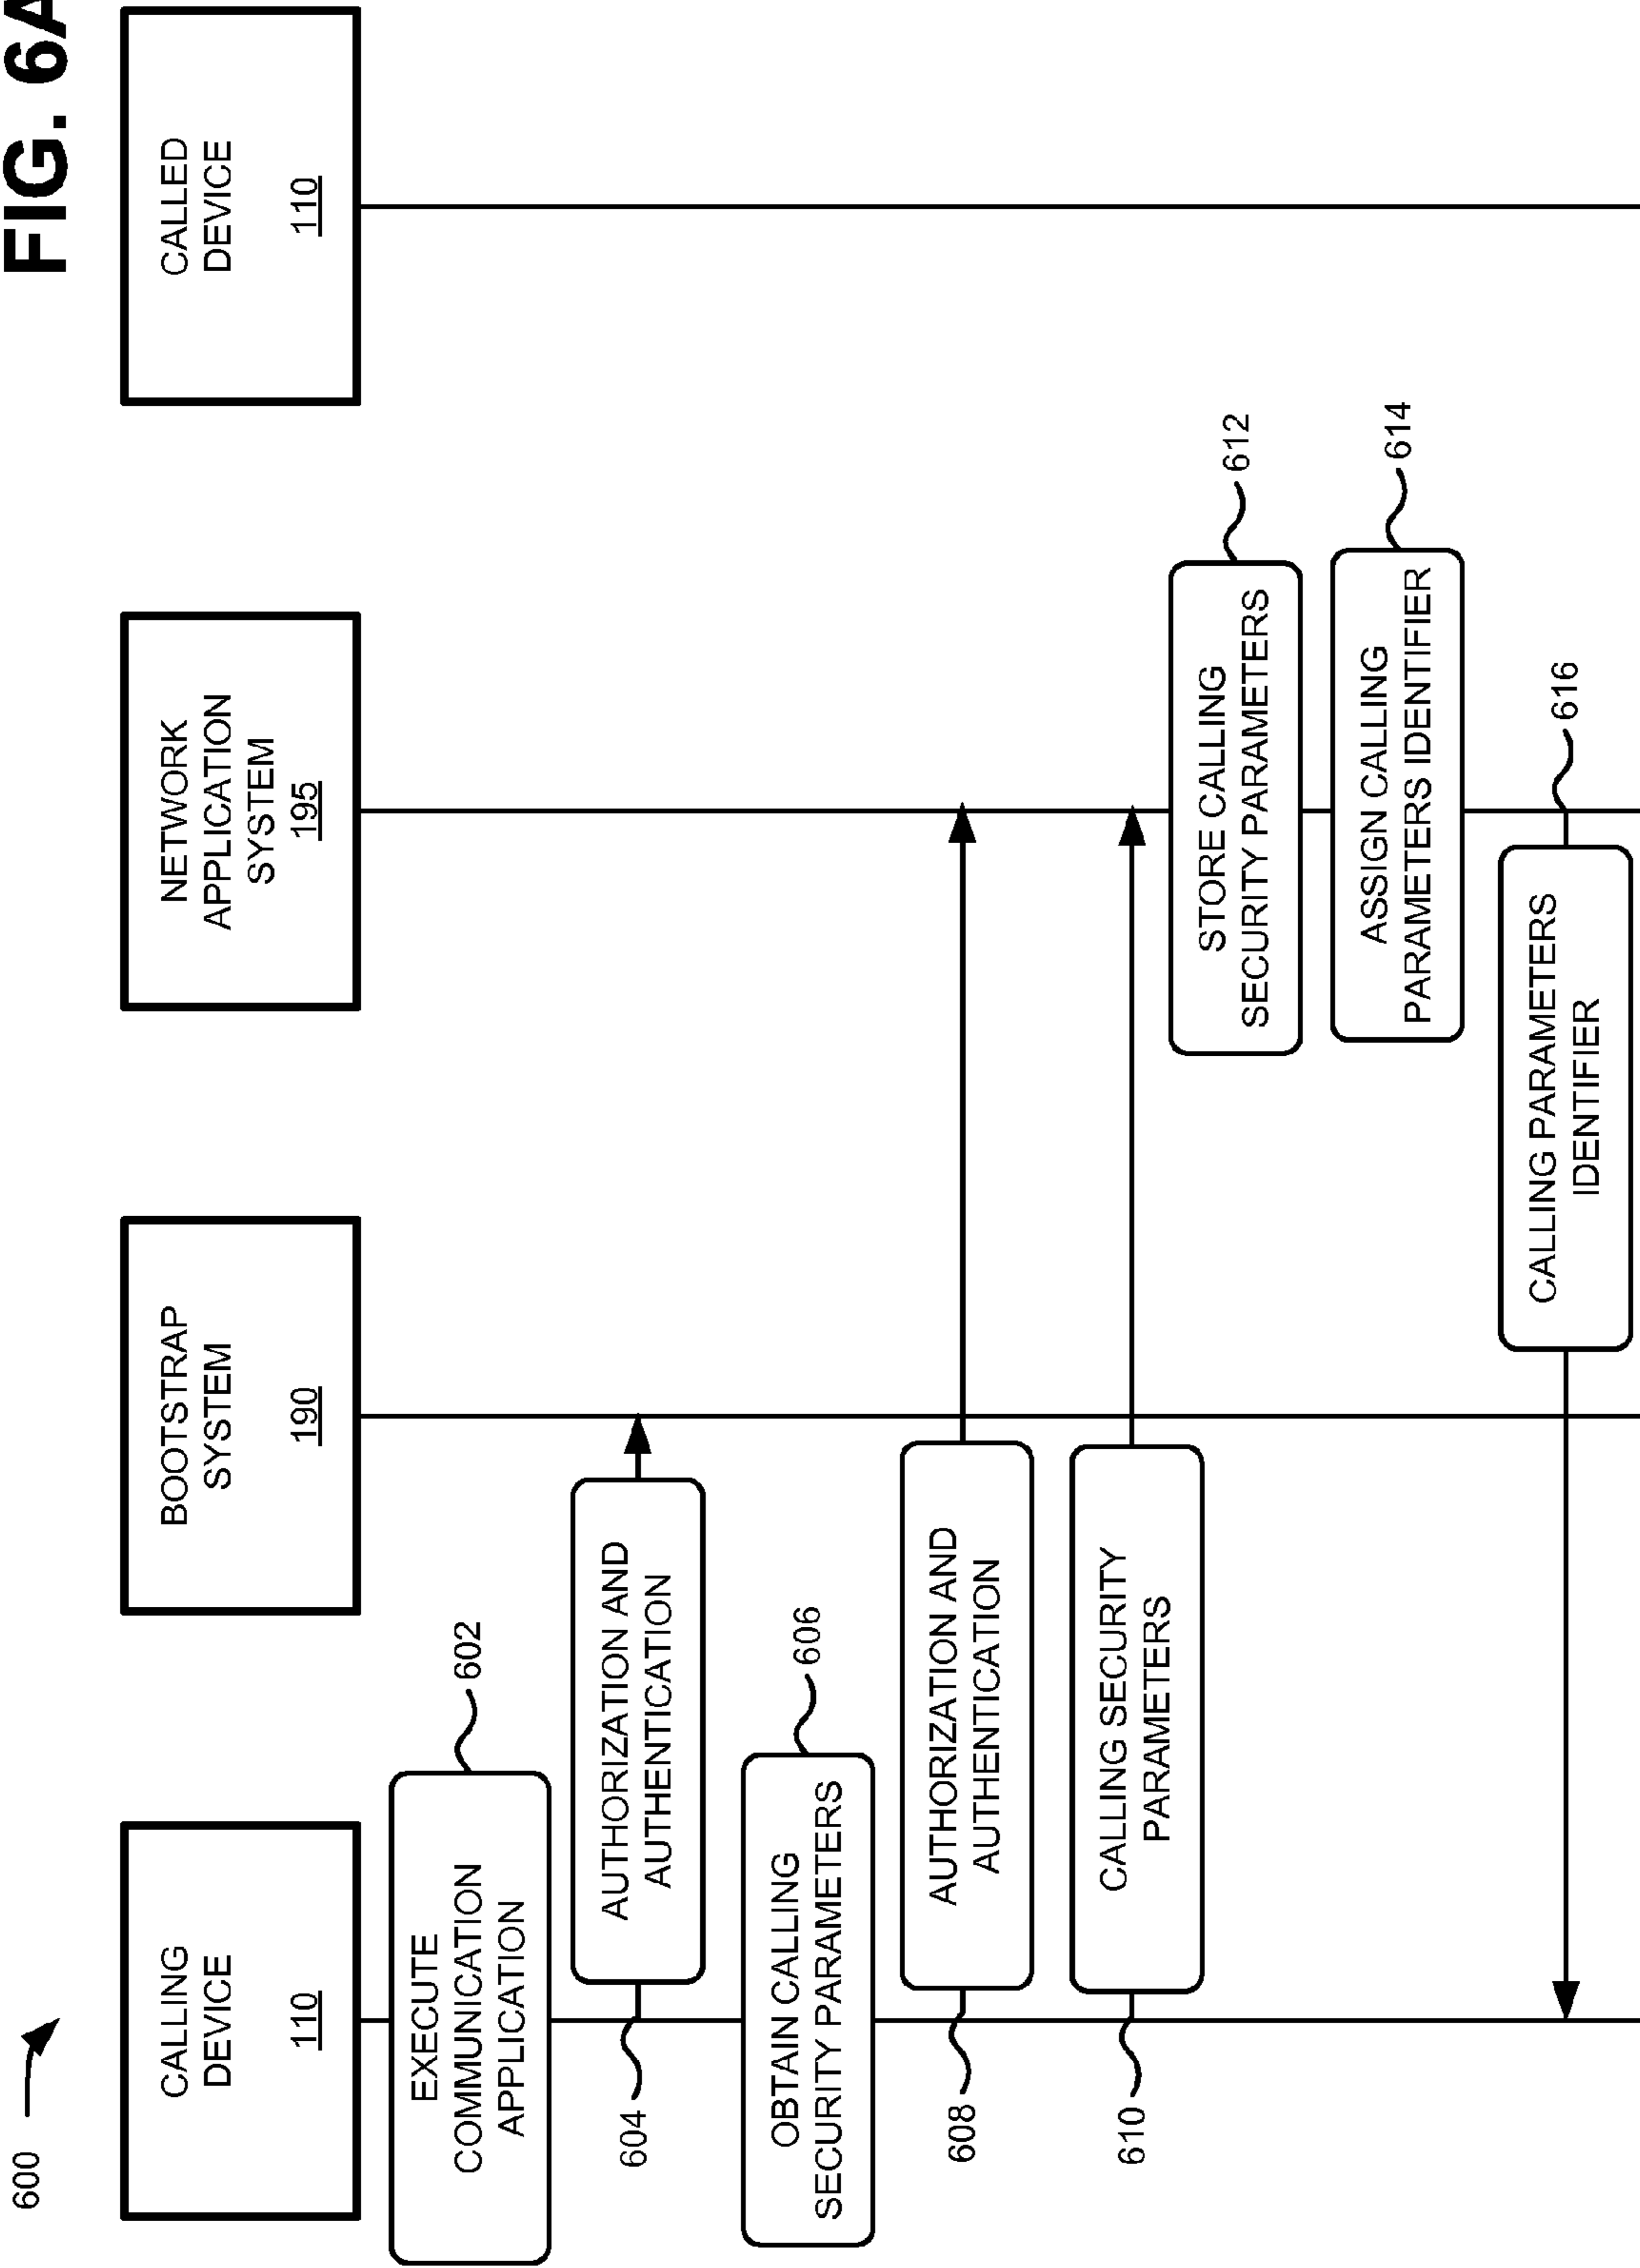 FIG. 6A
600
CALLING
DEVICE
110
BOOTSTRAP
SYSTEM
190
NETWORK
APPLICATION
SYSTEM
195
CALLED
DEVICE
110
EXECUTE
COMMUNICATION
APPLICATION
602
604
AUTHORIZATION AND
AUTHENTICATION
OBTAIN CALLING
SECURITY PARAMETERS
606
608
AUTHORIZATION AND
AUTHENTICATION
610
CALLING SECURITY
PARAMETERS
STORE CALLING
SECURITY PARAMETERS
612
ASSIGN CALLING
PARAMETERS IDENTIFIER
614
CALLING PARAMETERS
IDENTIFIER
616